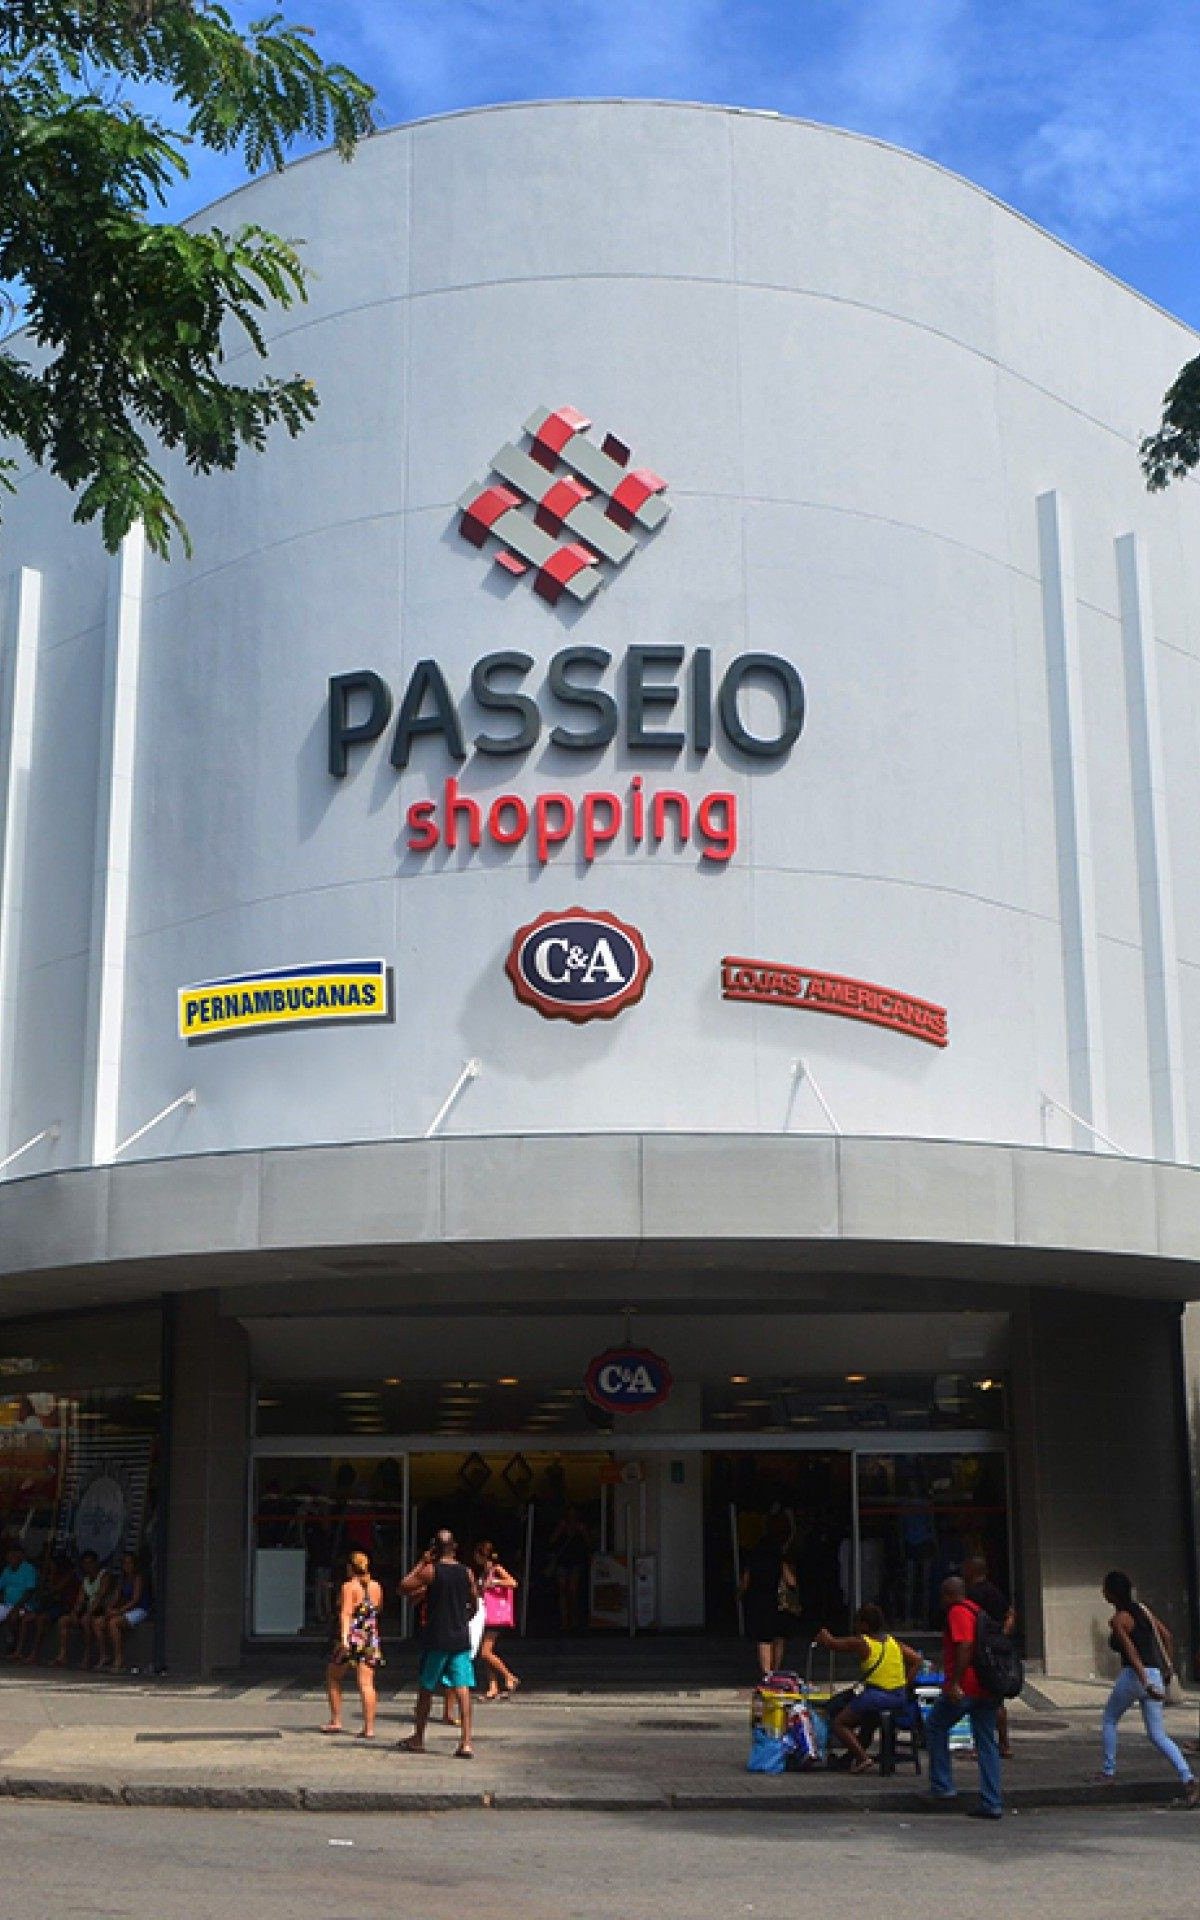 PASSEIO
shopping
PERNAMBUCANAS
C&A
LOJAS AMERICANAS
C&A